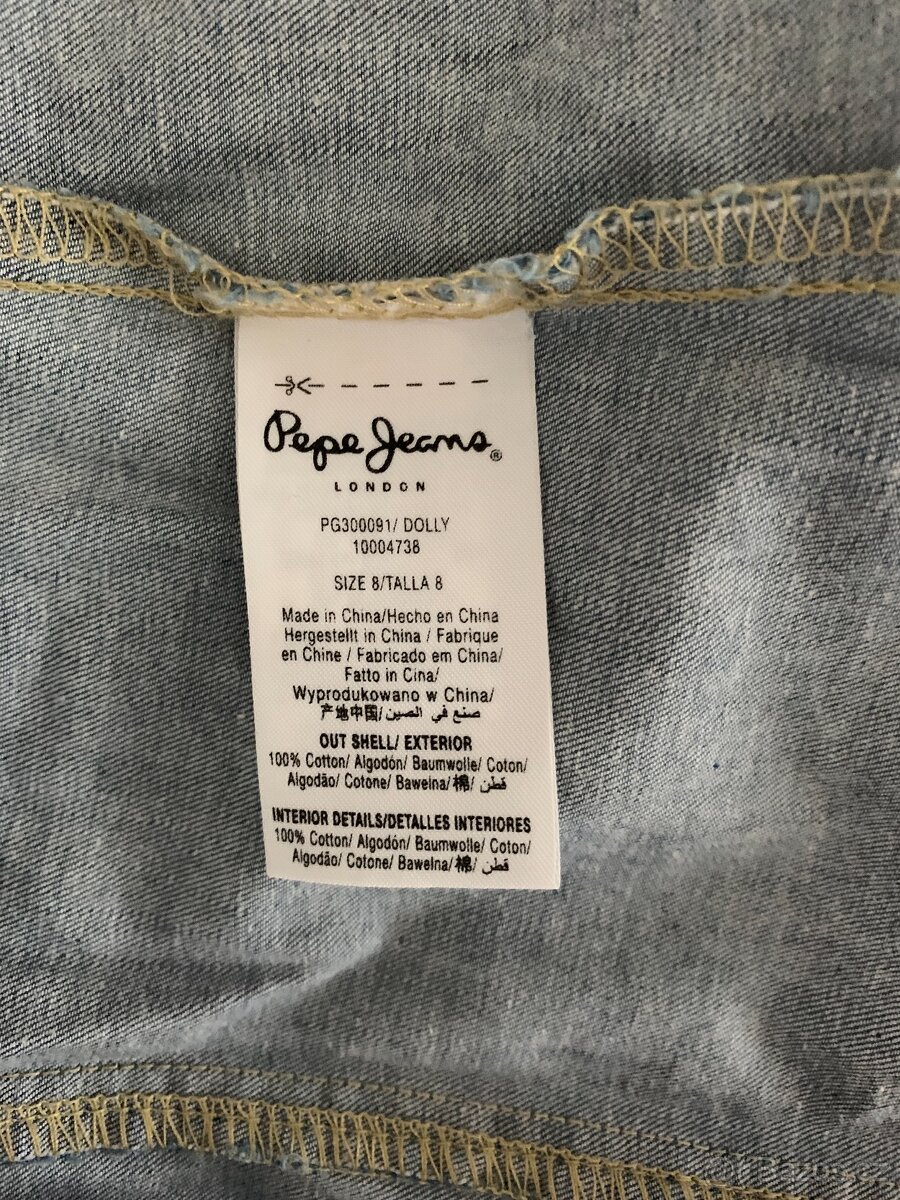 Pepe Jeans®
LONDON
PG300091/ DOLLY
10004738
SIZE 8/TALLA 8
Made in China/Hecho en China
Hergestellt in China / Fabrique
en Chine / Fabricado em China/
Fatto in Cina/
Wyprodukowano w China/
产地中国/صنع في الصين
OUT SHELL/ EXTERIOR
100% Cotton/ Algodón/ Baumwolle/ Coton/
Algodão/ Cotone/ Bawelna/棉/ قطن
INTERIOR DETAILS/DETALLES INTERIORES
100% Cotton/ Algodón/ Baumwolle/ Coton/
Algodão/ Cotone/ Bawelna/棉/ قطن